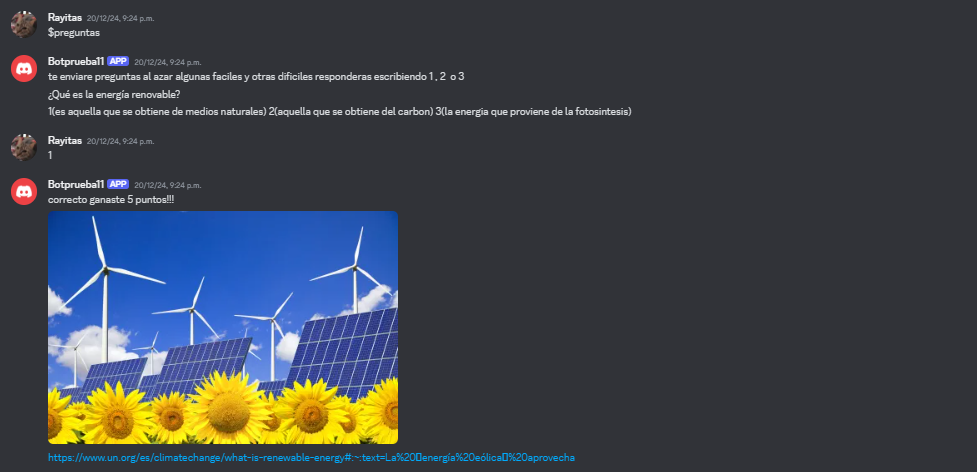 Rayitas 20/12/24, 9:24 p.m.
$preguntas
Botprueba11 APP 20/12/24, 9:24 p.m.
te enviare preguntas al azar algunas faciles y otras dificiles responderas escribiendo 1 , 2 o 3
¿Qué es la energía renovable?
1(es aquella que se obtiene de medios naturales) 2(aquella que se obtiene del carbon) 3(la energia que proviene de la fotosintesis)
Rayitas 20/12/24, 9:24 p.m.
1
Botprueba11 APP 20/12/24, 9:24 p.m.
correcto ganaste 5 puntos!!!
https://www.un.org/es/climatechange/what-is-renewable-energy#:~:text=La%20▯energía%20eólica▯%20aprovecha